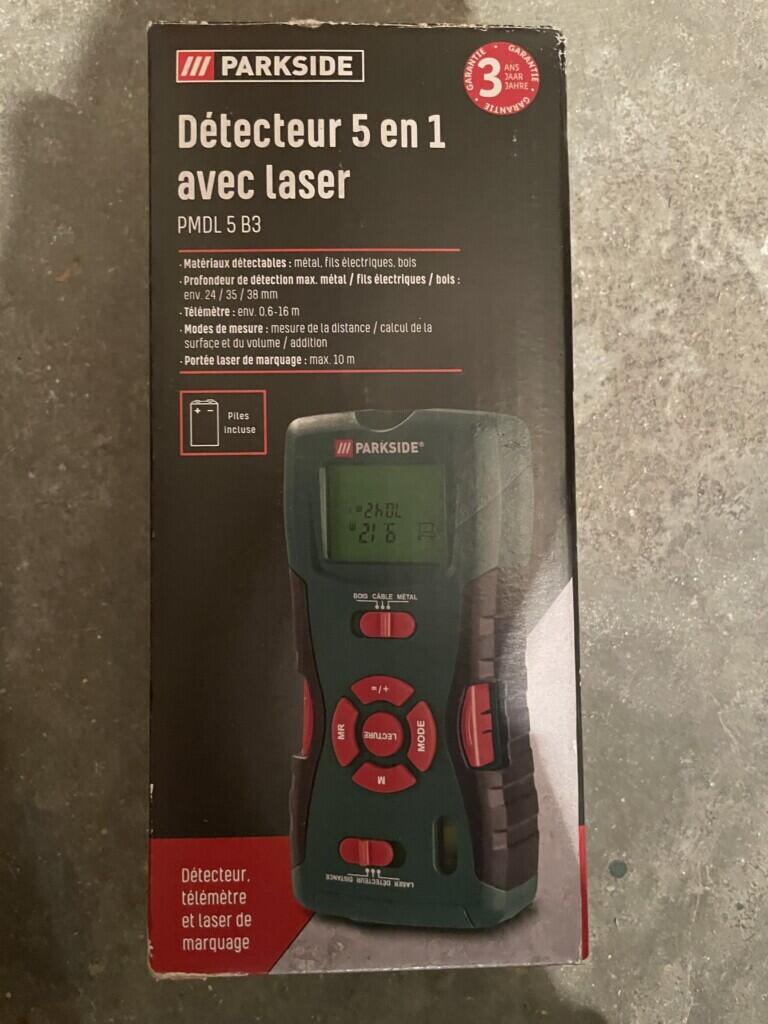 /// PARKSIDE
GARANTIE · GARANTIE · GARANTIE ·
3 ANS
JAAR
JAHRE
Détecteur 5 en 1
avec laser
PMDL 5 B3
· Matériaux détectables : métal, fils électriques, bois
· Profondeur de détection max. métal / fils électriques / bois :
env. 24 / 35 / 38 mm
· Télémètre : env. 0.6-16 m
· Modes de mesure : mesure de la distance / calcul de la
surface et du volume / addition
· Portée laser de marquage : max. 10 m
+ -
Piles
incluse
/// PARKSIDE®
BOIS CÂBLE MÉTAL
+/=
MR
LECTURE
MODE
M
LASER DÉTECTEUR DISTANCE
Détecteur,
télémètre
et laser de
marquage